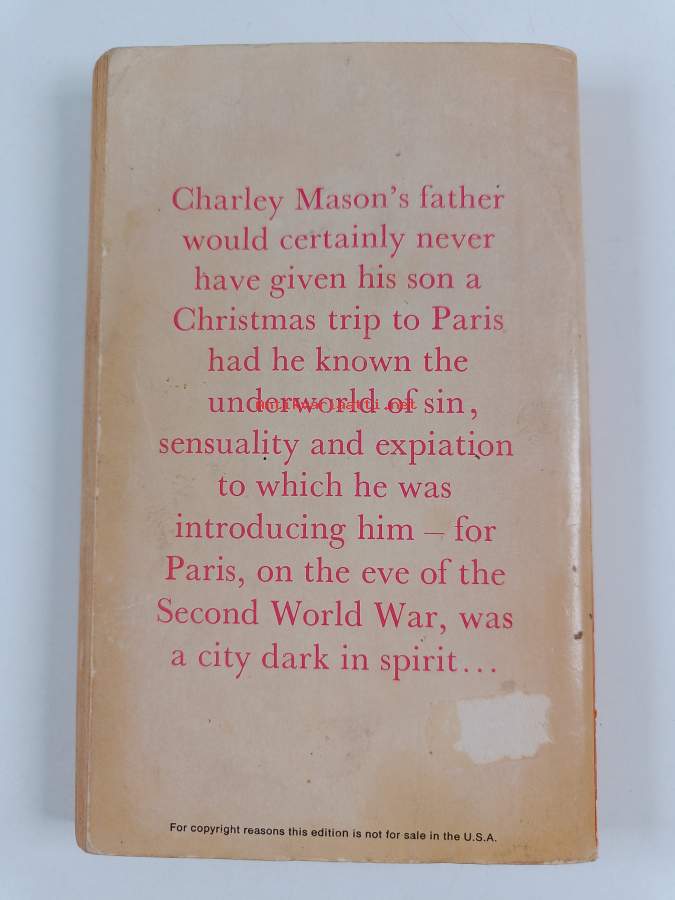 Charley Mason's father
would certainly never
have given his son a
Christmas trip to Paris
had he known the
underworld of sin,
antikvariaatti.net
sensuality and expiation
to which he was
introducing him – for
Paris, on the eve of the
Second World War, was
a city dark in spirit...
For copyright reasons this edition is not for sale in the U.S.A.